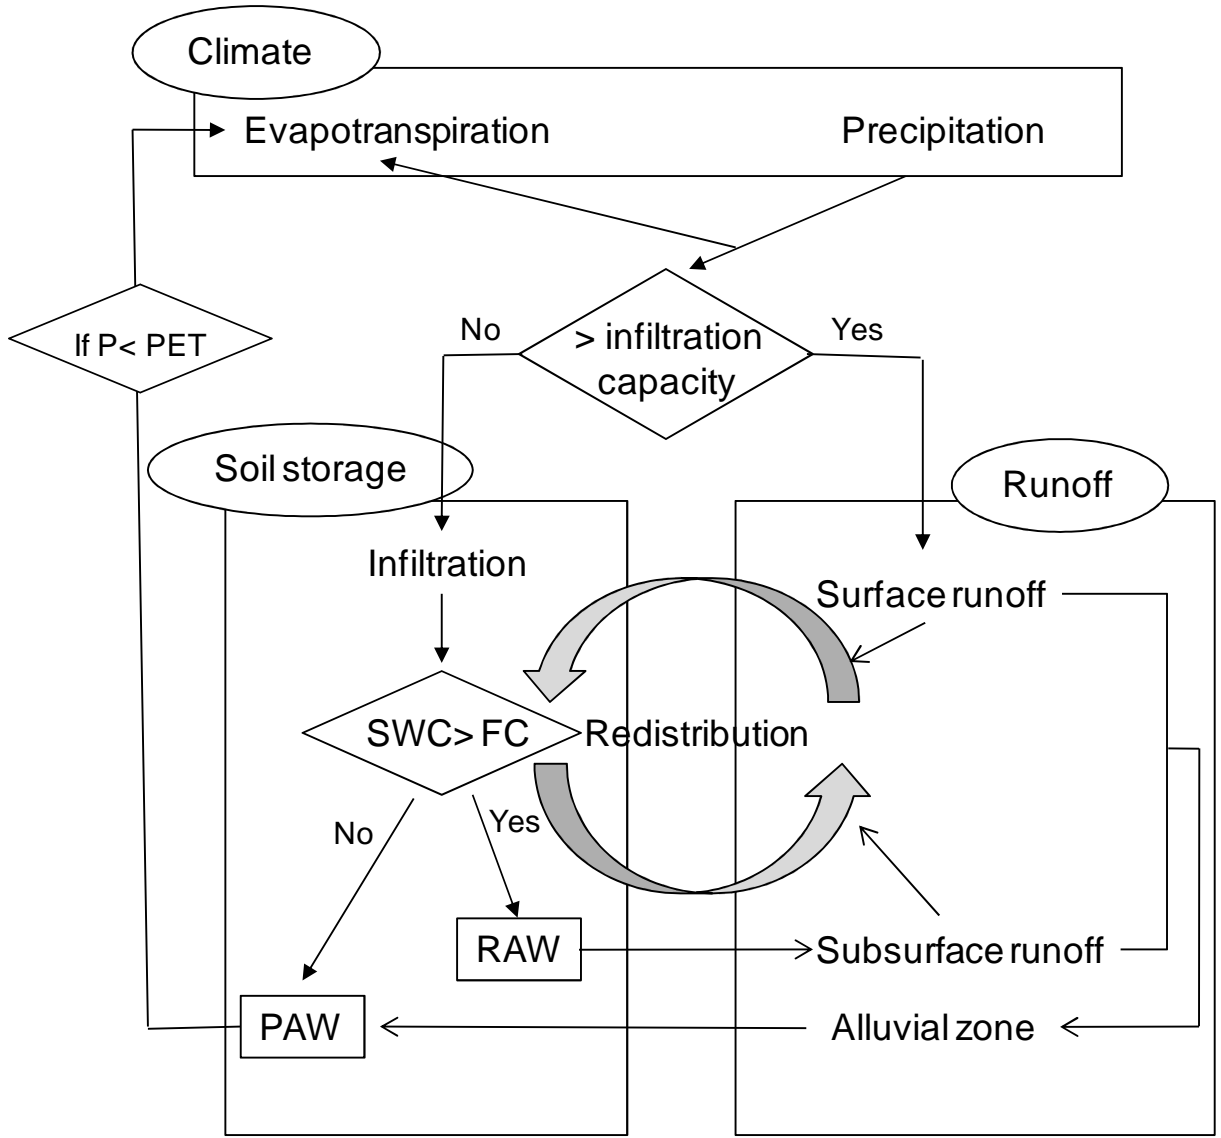 Climate
Evapotranspiration
Precipitation
If P< PET
No
> infiltration
capacity
Yes
Soil storage
Runoff
Infiltration
Surface runoff
SWC> FC
Redistribution
No
Yes
RAW
Subsurface runoff
PAW
Alluvial zone